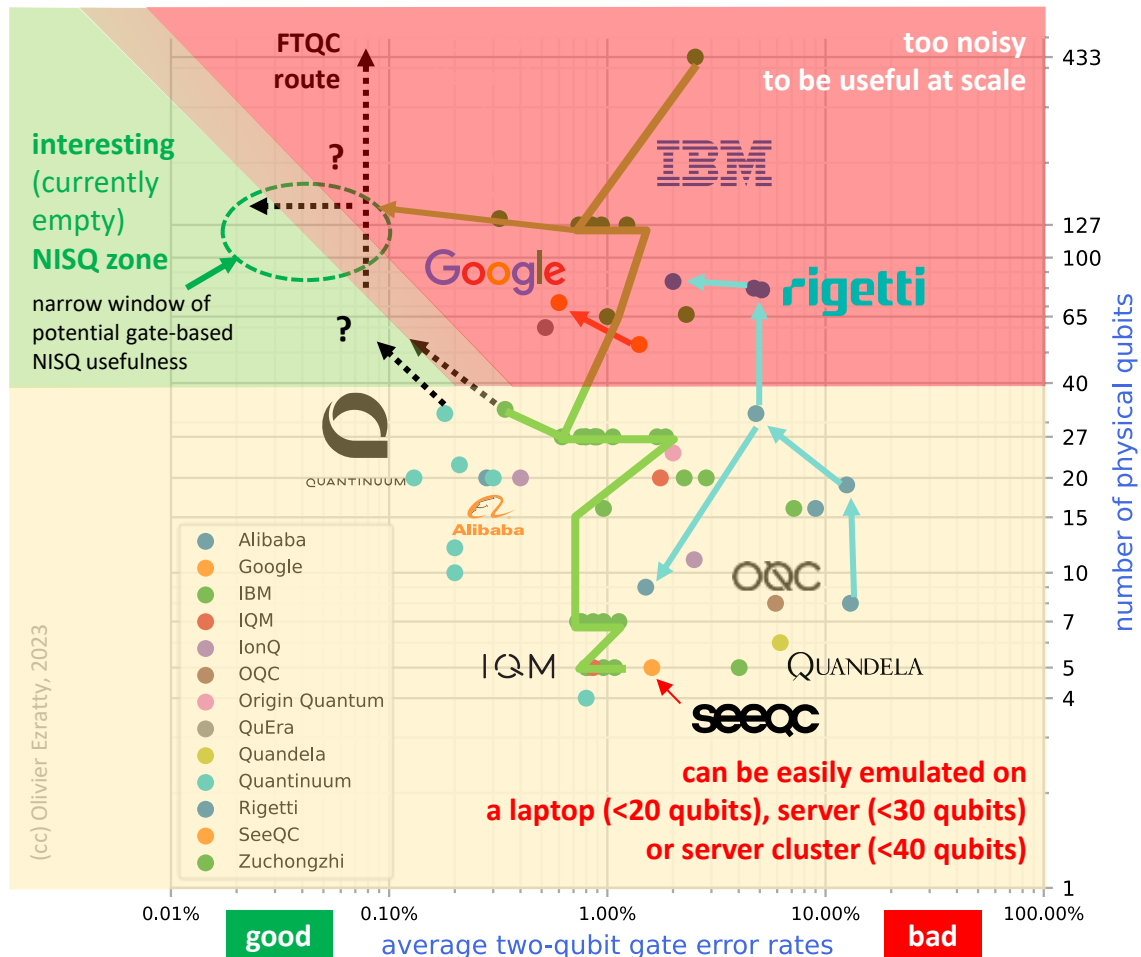 FTQC
route
too noisy
to be useful at scale
433
interesting
(currently
empty)
NISQ zone
?
IBM
127
100
Google
rigetti
narrow window of
potential gate-based
NISQ usefulness
?
65
40
27
20
15
10
7
5
4
1
number of physical qubits
QUANTINUUM
Alibaba
OQC
IQM
QUANDELA
seeqc
Alibaba
Google
IBM
IQM
IonQ
OQC
Origin Quantum
QuEra
Quandela
Quantinuum
Rigetti
SeeQC
Zuchongzhi
(cc) Olivier Ezratty, 2023
can be easily emulated on
a laptop (<20 qubits), server (<30 qubits)
or server cluster (<40 qubits)
0.01%
0.10%
1.00%
10.00%
100.00%
good
average two-qubit gate error rates
bad